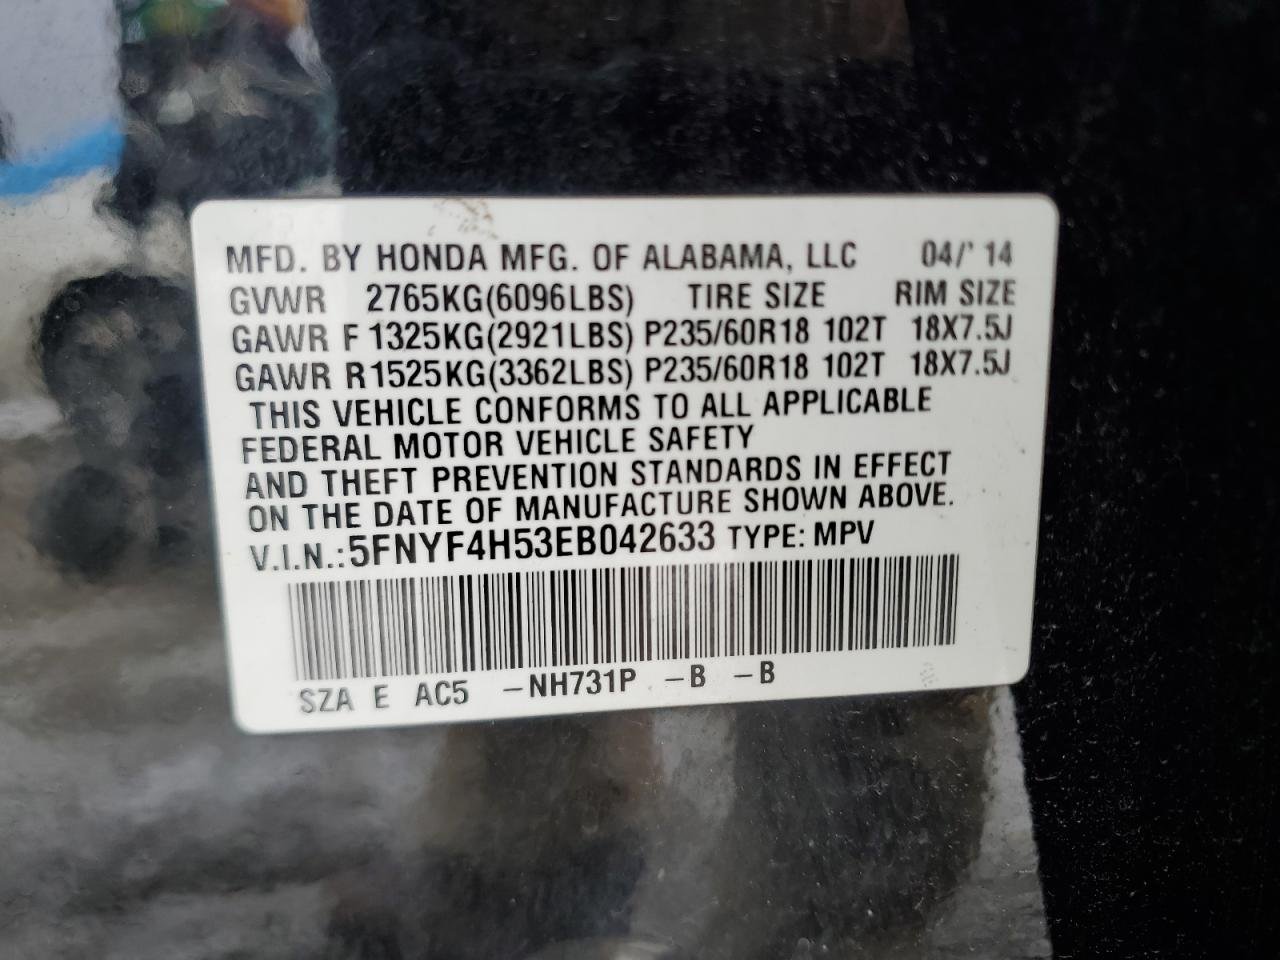 MFD. BY HONDA MFG. OF ALABAMA, LLC 04/' 14
GVWR 2765KG(6096LBS) TIRE SIZE RIM SIZE
GAWR F 1325KG(2921LBS) P235/60R18 102T 18X7.5J
GAWR R1525KG(3362LBS) P235/60R18 102T 18X7.5J
THIS VEHICLE CONFORMS TO ALL APPLICABLE
FEDERAL MOTOR VEHICLE SAFETY
AND THEFT PREVENTION STANDARDS IN EFFECT
ON THE DATE OF MANUFACTURE SHOWN ABOVE.
V.I.N.:5FNYF4H53EB042633 TYPE: MPV
SZA E AC5 -NH731P -B -B